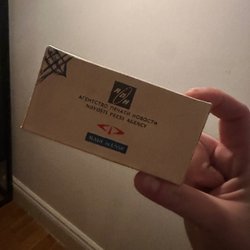 АГЕНТСТВО ПЕЧАТИ НОВОСТИ
NOVOSTI PRESS AGENCY